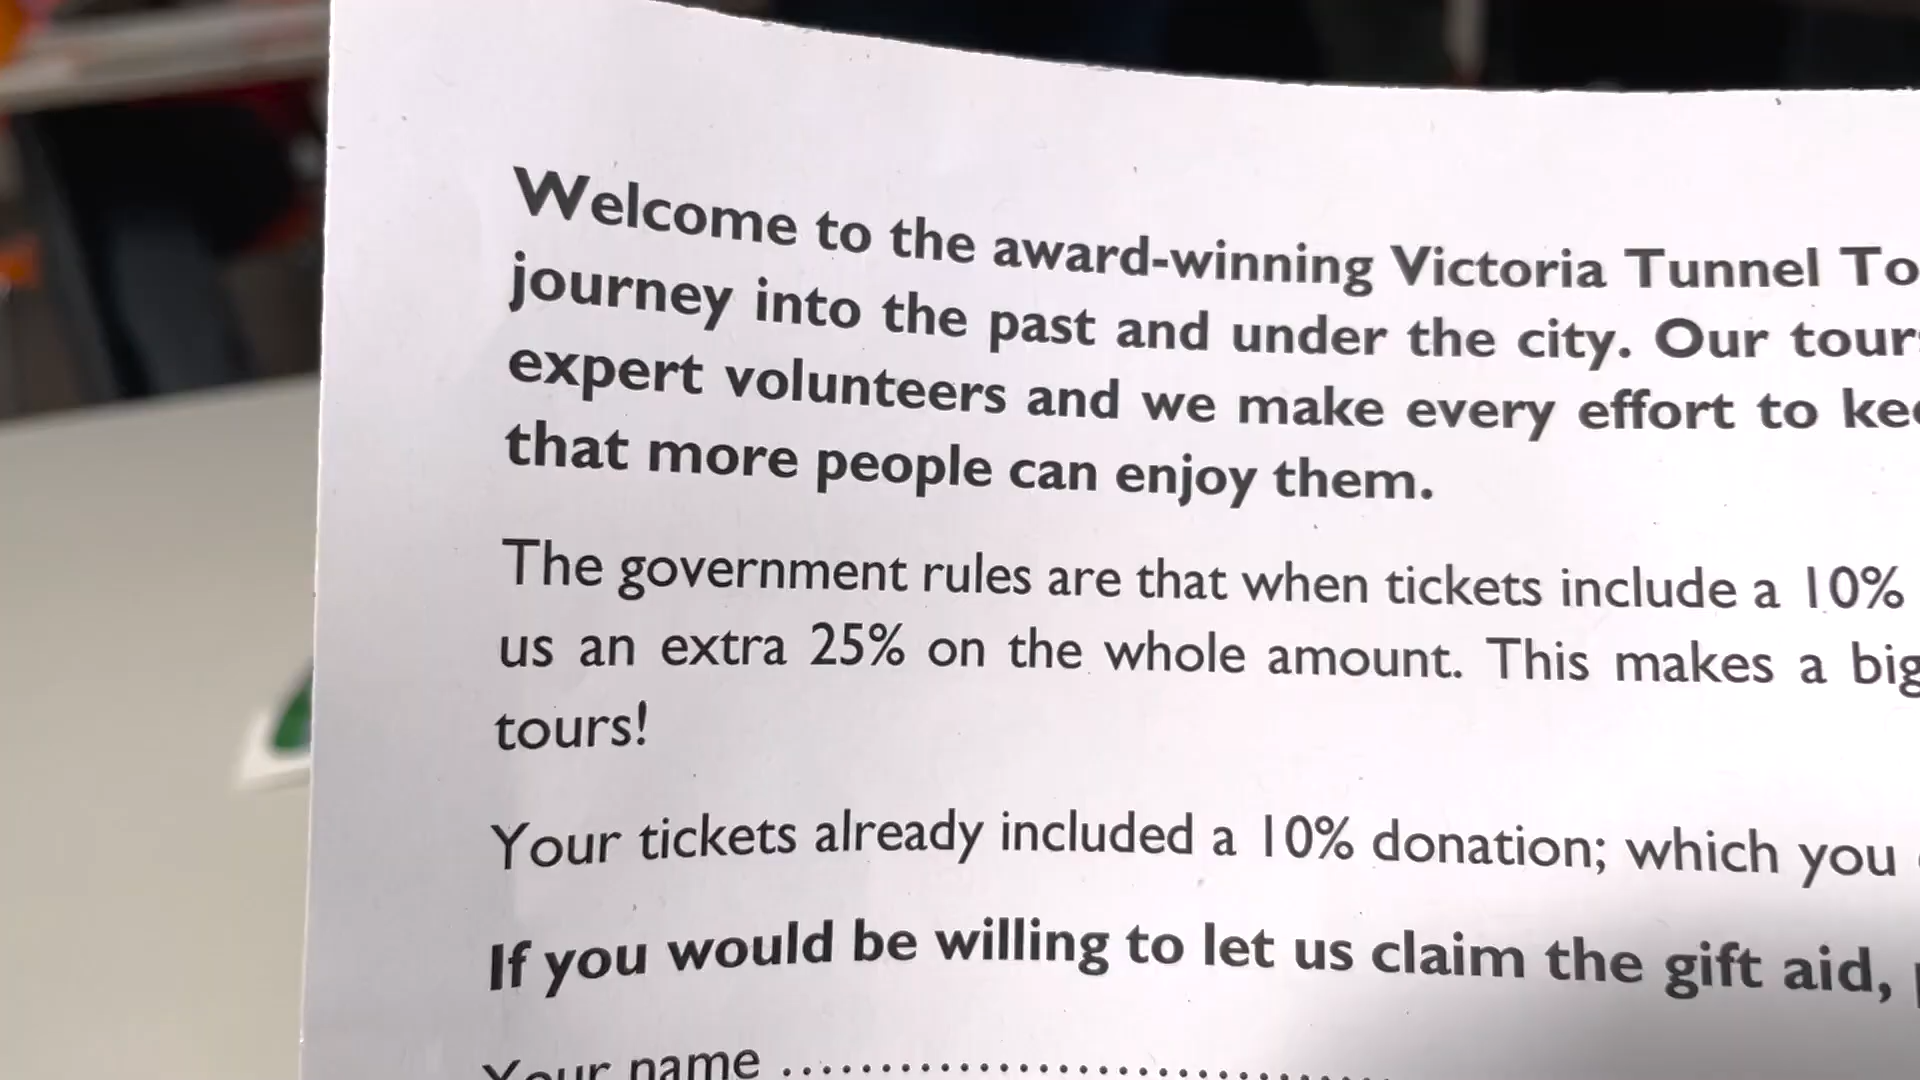 Welcome to the award-winning Victoria Tunnel
journey into the past and under the city. Our
expert volunteers and we make every effort to
that more people can enjoy them.
The government rules are that when tickets include a 10%
us an extra 25% on the whole amount. This makes a
tours!
Your tickets already included a 10% donation; which you
If you would be willing to let us claim the gift aid,
Your name ..............................